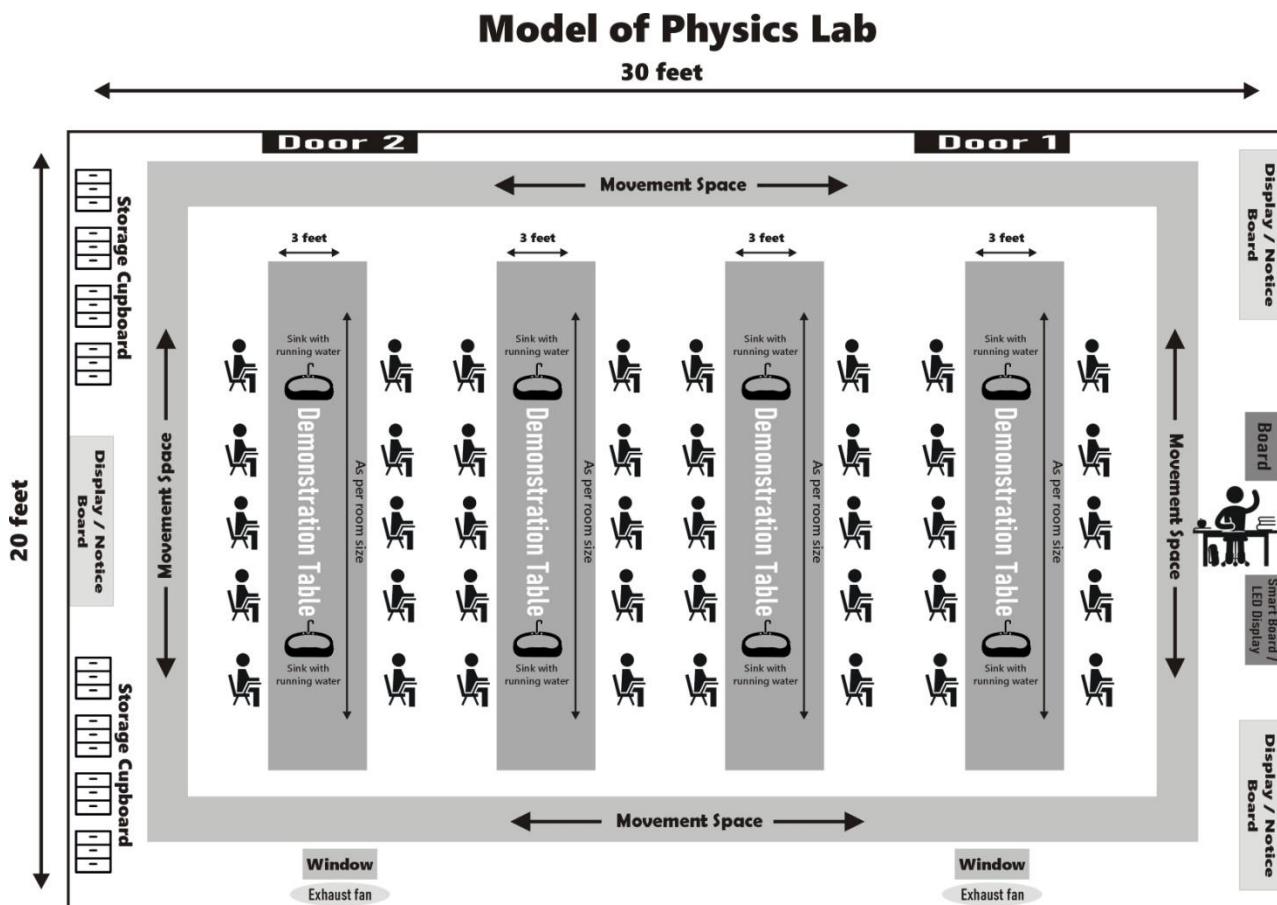 Model of Physics Lab
30 feet
20 feet
Door 2
Door 1
Movement Space
Storage Cupboard
Display / Notice
Board
Storage Cupboard
Movement Space
3 feet
Sink with
running water
Demonstration Table
As per room size
Sink with
running water
3 feet
Sink with
running water
Demonstration Table
As per room size
Sink with
running water
3 feet
Sink with
running water
Demonstration Table
As per room size
Sink with
running water
3 feet
Sink with
running water
Demonstration Table
As per room size
Sink with
running water
Movement Space
Display / Notice
Board
Board
Smart Board /
LED Display
Display / Notice
Board
Movement Space
Window
Exhaust fan
Window
Exhaust fan